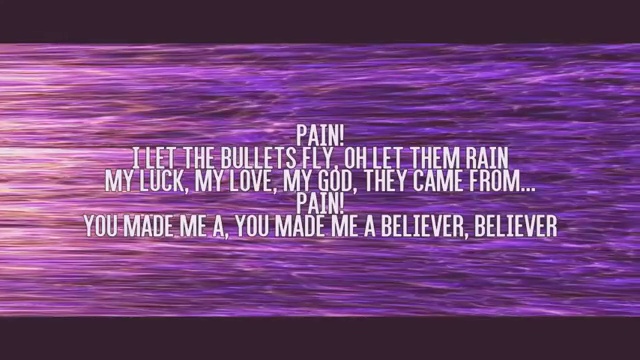 PAIN!
I LET THE BULLETS FLY, OH LET THEM RAIN
MY LUCK, MY LOVE, MY GOD, THEY CAME FROM...
PAIN!
YOU MADE ME A, YOU MADE ME A BELIEVER, BELIEVER